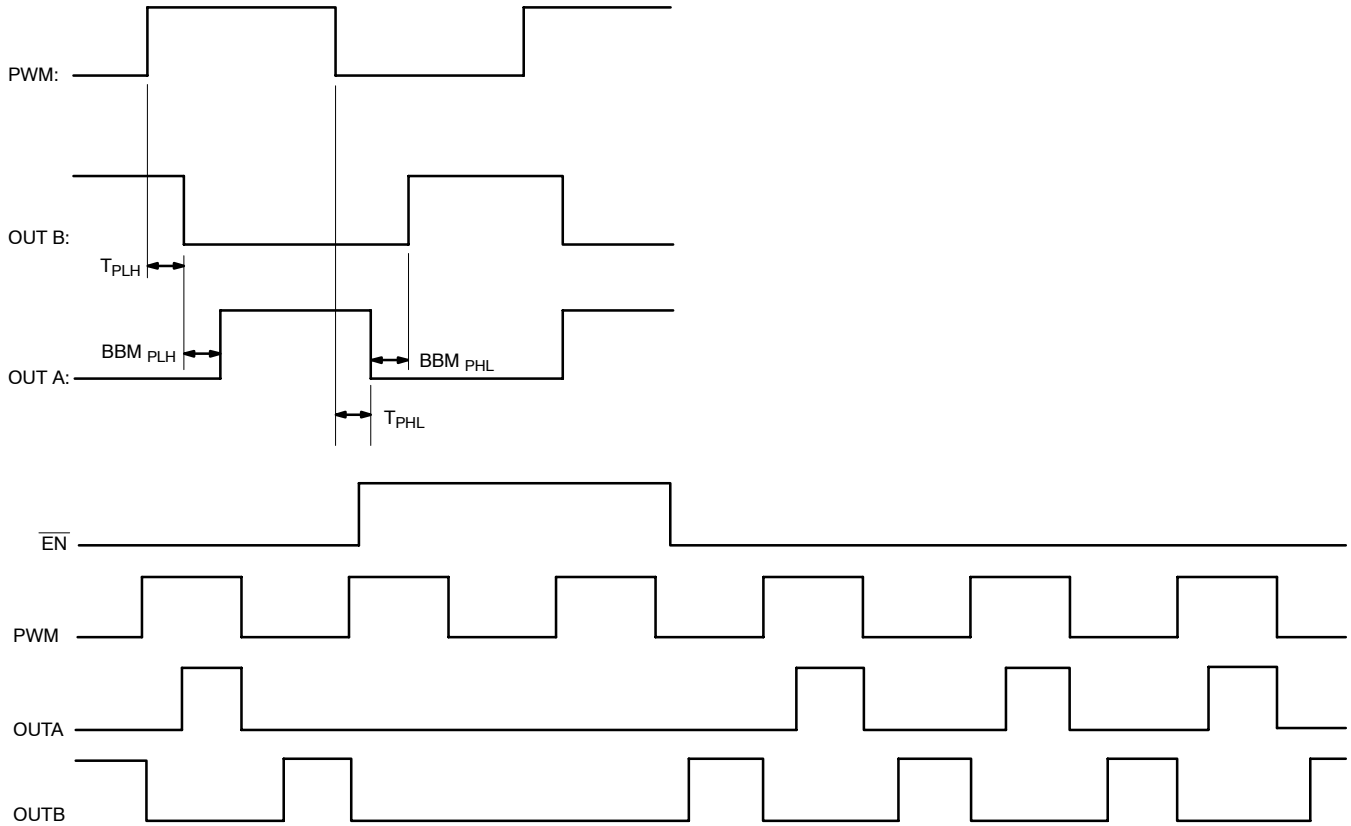 PWM:
OUT B:
TPLH
BBM PLH
BBM PHL
OUT A:
TPHL
EN
PWM
OUTA
OUTB